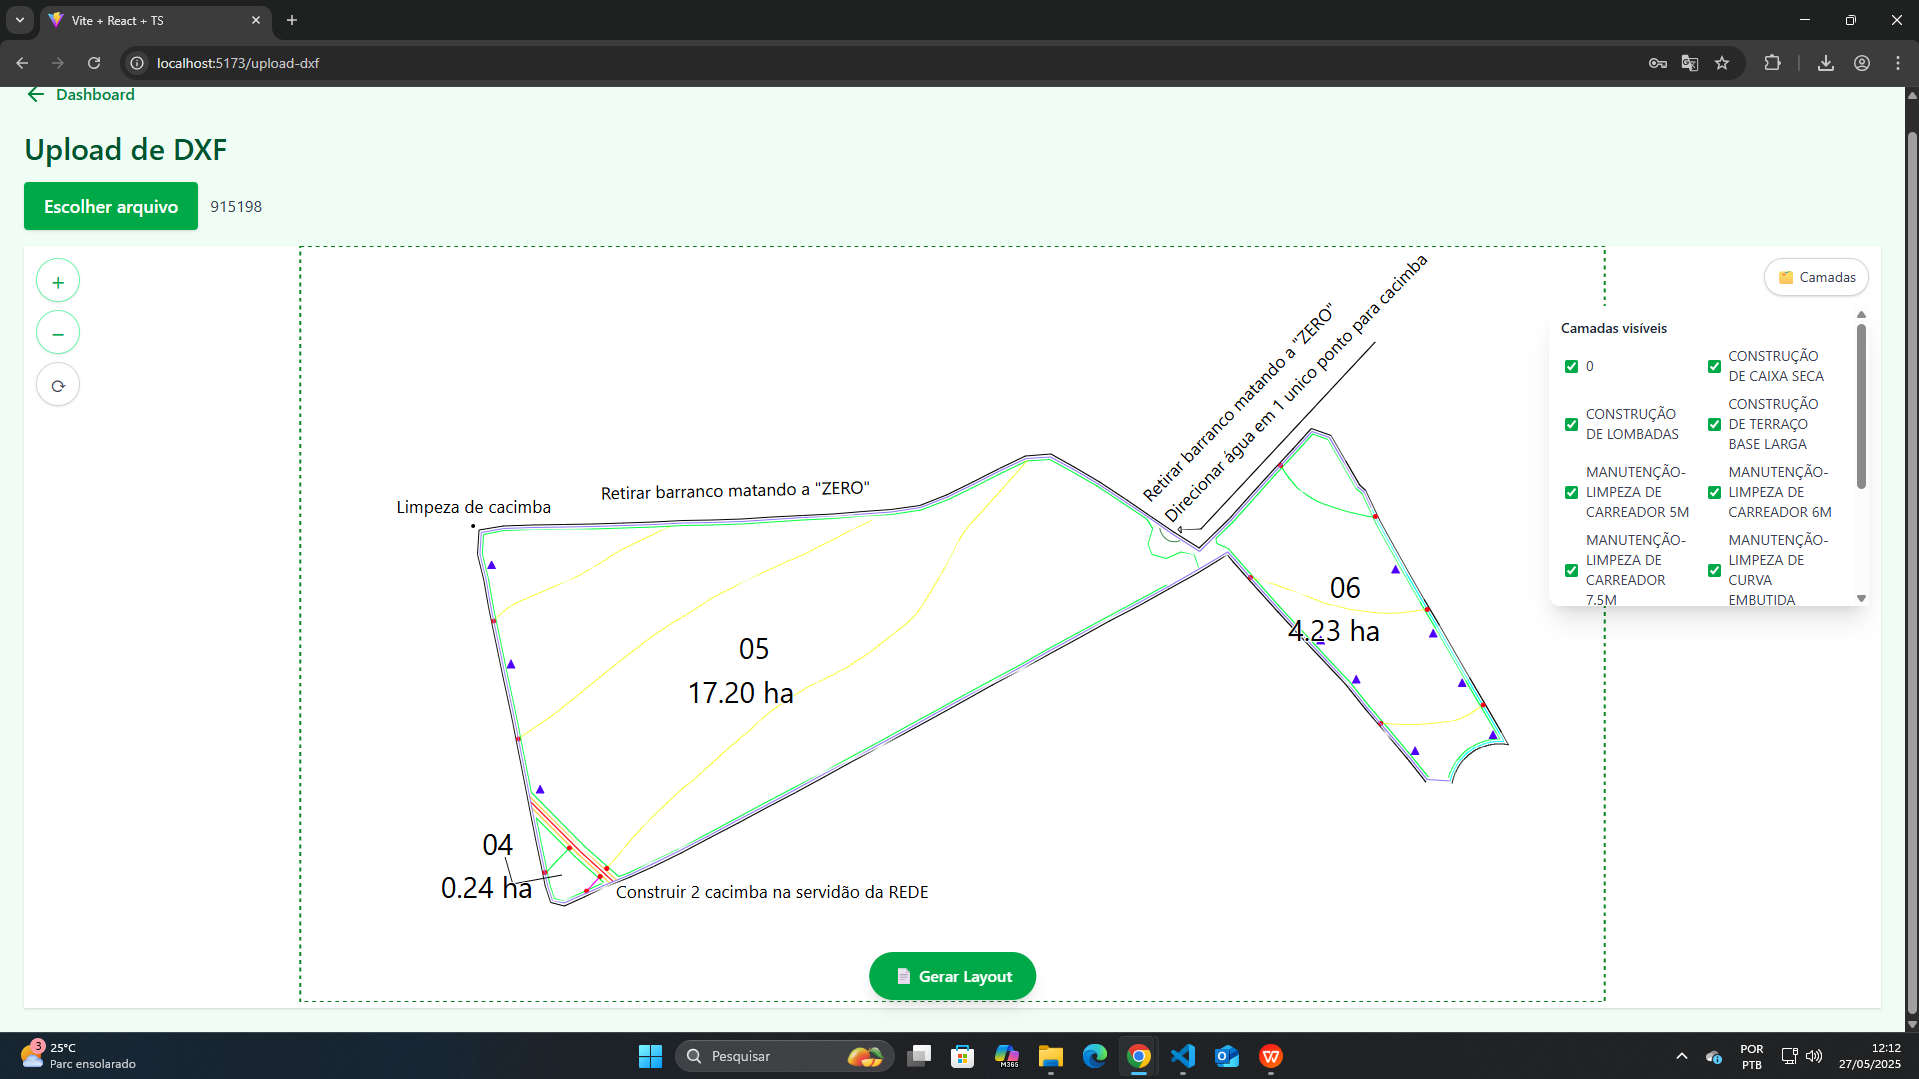 Vite + React + TS
localhost:5173/upload-dxf
Dashboard
Upload de DXF
Escolher arquivo
915198
+
−
Camadas
Camadas visíveis
0
CONSTRUÇÃO
DE CAIXA SECA
CONSTRUÇÃO
DE LOMBADAS
CONSTRUÇÃO
DE TERRAÇO
BASE LARGA
MANUTENÇÃO-
LIMPEZA DE
CARREADOR 5M
MANUTENÇÃO-
LIMPEZA DE
CARREADOR 6M
MANUTENÇÃO-
LIMPEZA DE
CARREADOR
7.5M
MANUTENÇÃO-
LIMPEZA DE
CURVA
EMBUTIDA
Retirar barranco matando a "ZERO"
Direcionar água em 1 unico ponto para cacimba
Retirar barranco matando a "ZERO"
Limpeza de cacimba
06
4.23 ha
05
17.20 ha
04
0.24 ha
Construir 2 cacimba na servidão da REDE
Gerar Layout
3
25°C
Parc ensolarado
Pesquisar
M365
POR
PTB
12:12
27/05/2025